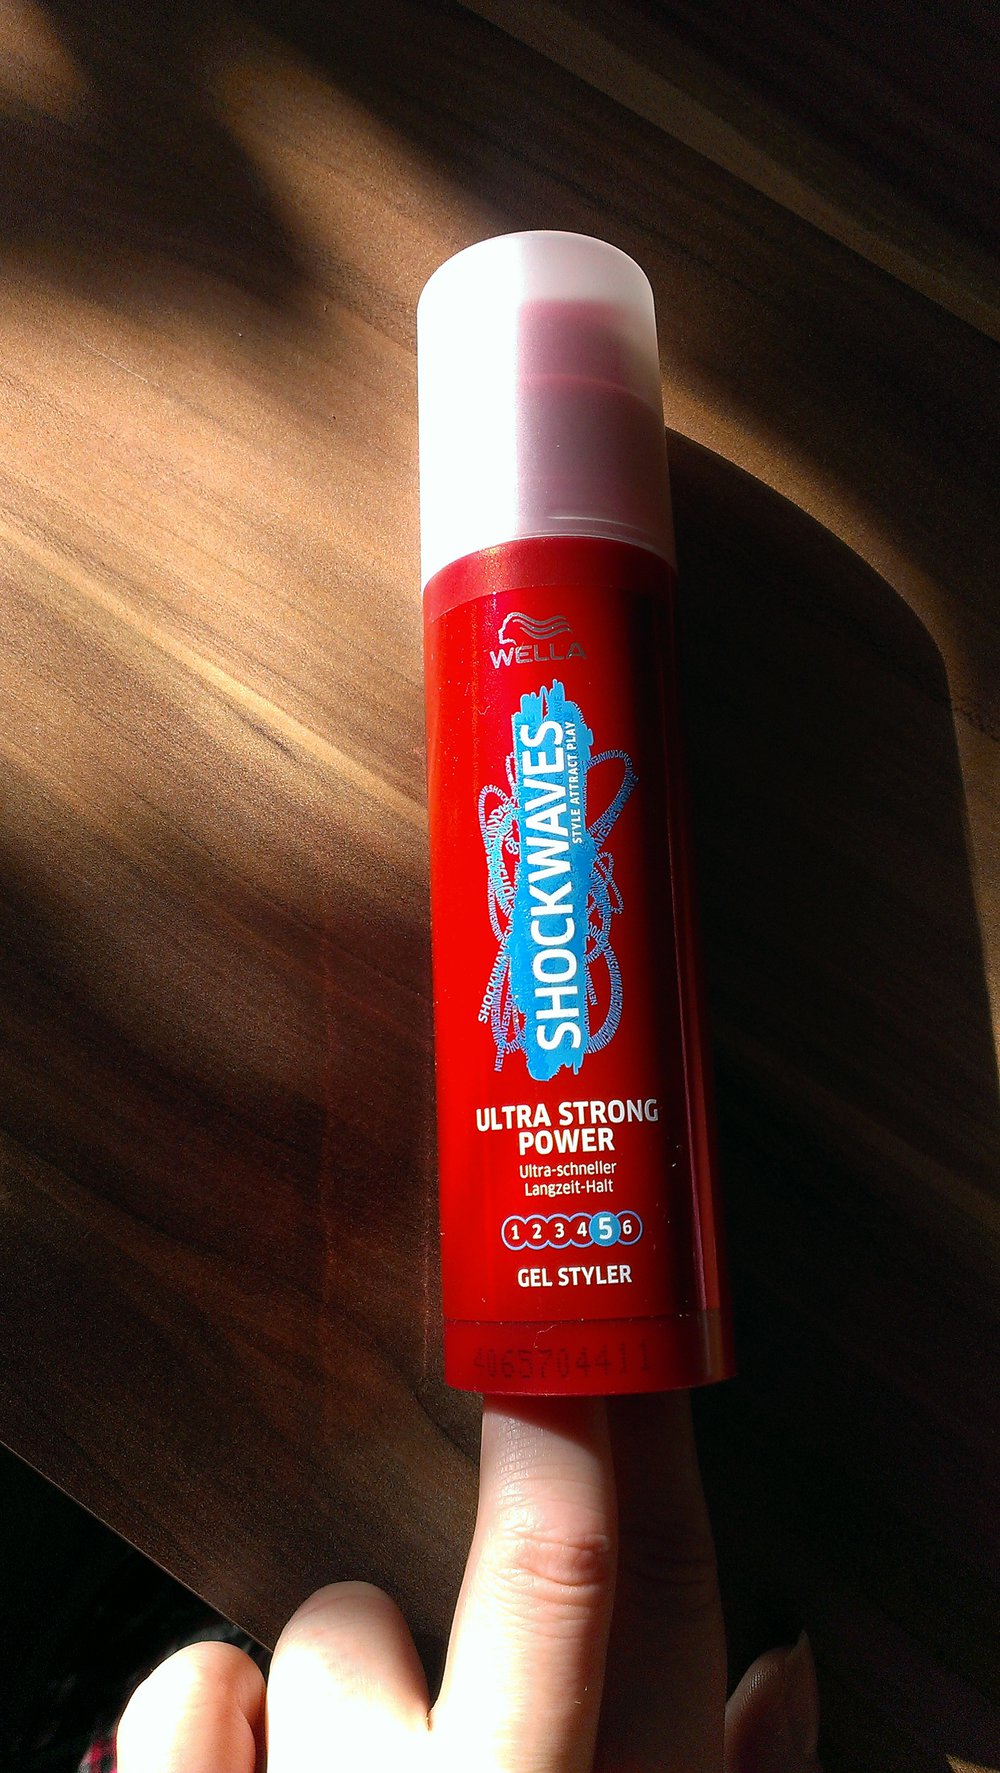 WELLA
SHOCKWAVES
STYLE ATTRACT PLAY
ULTRA STRONG
POWER
Ultra-schneller
Langzeit-Halt
1 2 3 4 5 6
GEL STYLER
4065704411